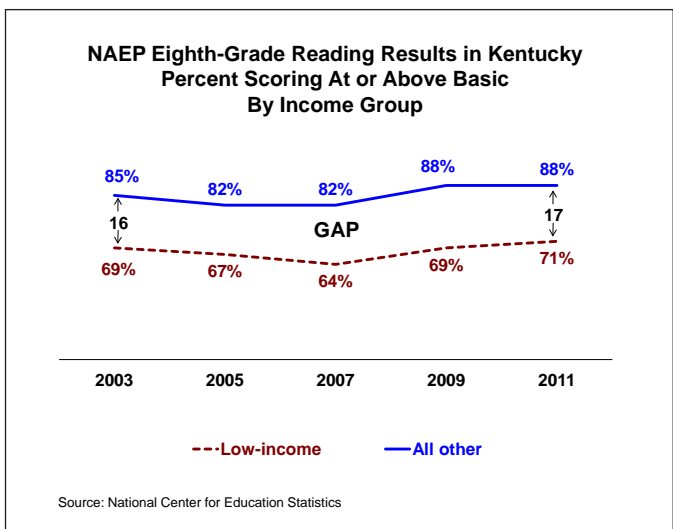 NAEP Eighth-Grade Reading Results in Kentucky
Percent Scoring At or Above Basic
By Income Group
85% 82% 82% 88% 88%
16 GAP 17
69% 67% 64% 69% 71%
2003 2005 2007 2009 2011
Low-income All other
Source: National Center for Education Statistics